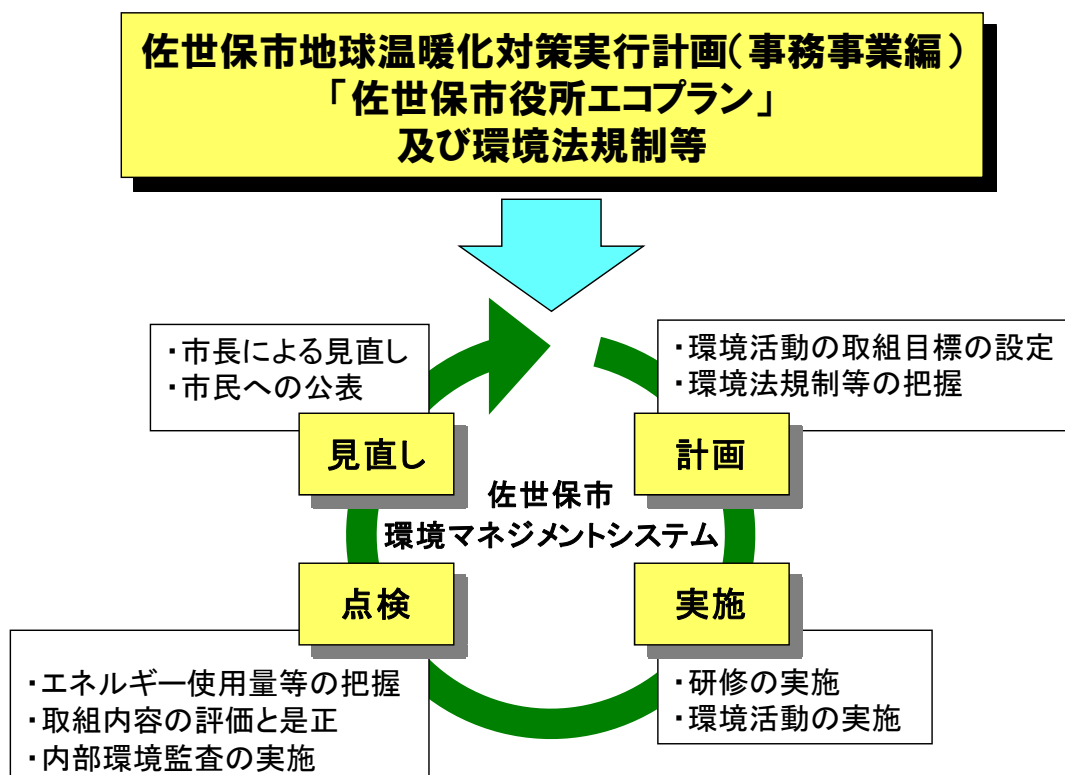 佐世保市地球温暖化対策実行計画(事務事業編)
「佐世保市役所エコプラン」
及び環境法規制等
・市長による見直し
・市民への公表
見直し
・環境活動の取組目標の設定
・環境法規制等の把握
計画
佐世保市
環境マネジメントシステム
点検
・エネルギー使用量等の把握
・取組内容の評価と是正
・内部環境監査の実施
実施
・研修の実施
・環境活動の実施